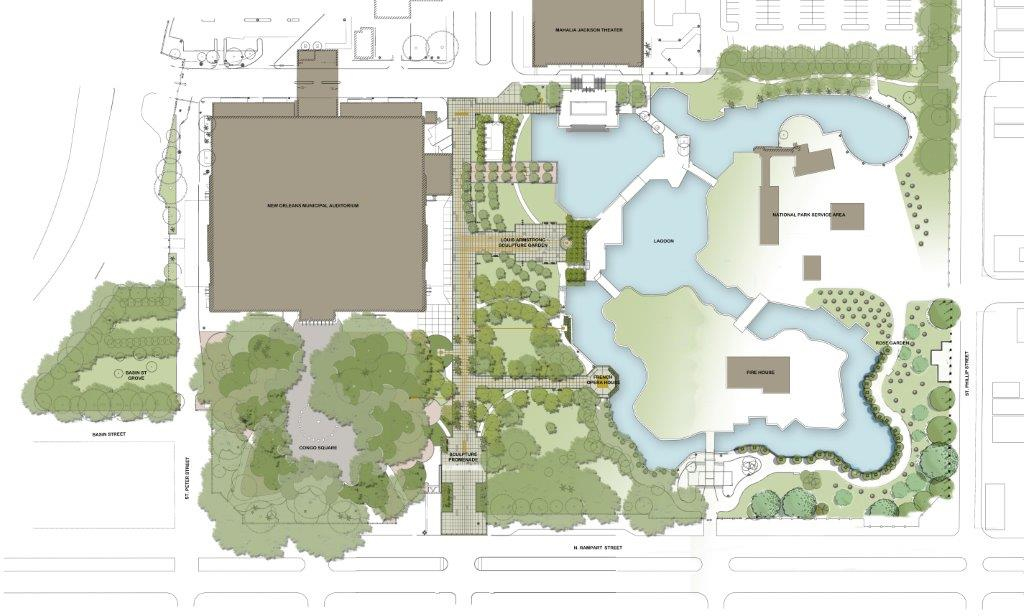 MAHALIA JACKSON THEATER
NEW ORLEANS MUNICIPAL AUDITORIUM
NATIONAL PARK SERVICE AREA
LOUIS ARMSTRONG
SCULPTURE GARDEN
LAGOON
ROSE GARDEN
BASIN ST
GROVE
FIRE HOUSE
FRENCH
OPERA HOUSE
ST. PHILLIP STREET
BASIN STREET
CONGO SQUARE
SCULPTURE
PROMENADE
ST. PETER STREET
N. RAMPART STREET